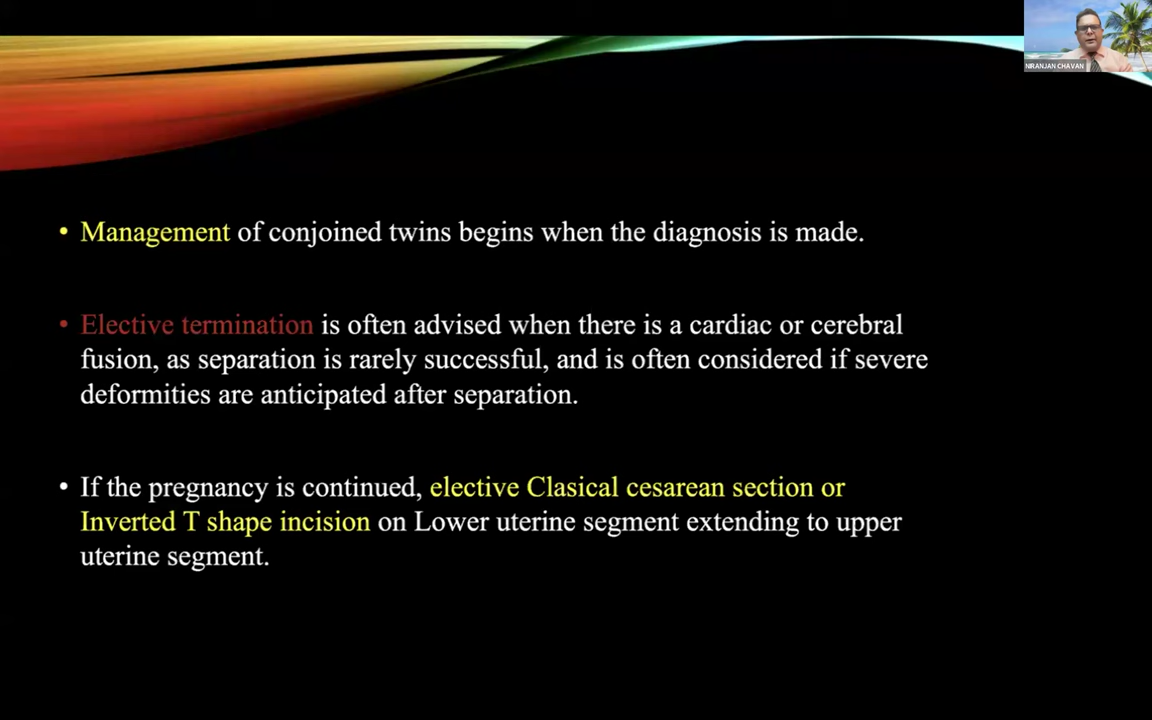 NIRANJAN CHAVAN
• Management of conjoined twins begins when the diagnosis is made.
• Elective termination is often advised when there is a cardiac or cerebral
fusion, as separation is rarely successful, and is often considered if severe
deformities are anticipated after separation.
• If the pregnancy is continued, elective Clasical cesarean section or
Inverted T shape incision on Lower uterine segment extending to upper
uterine segment.